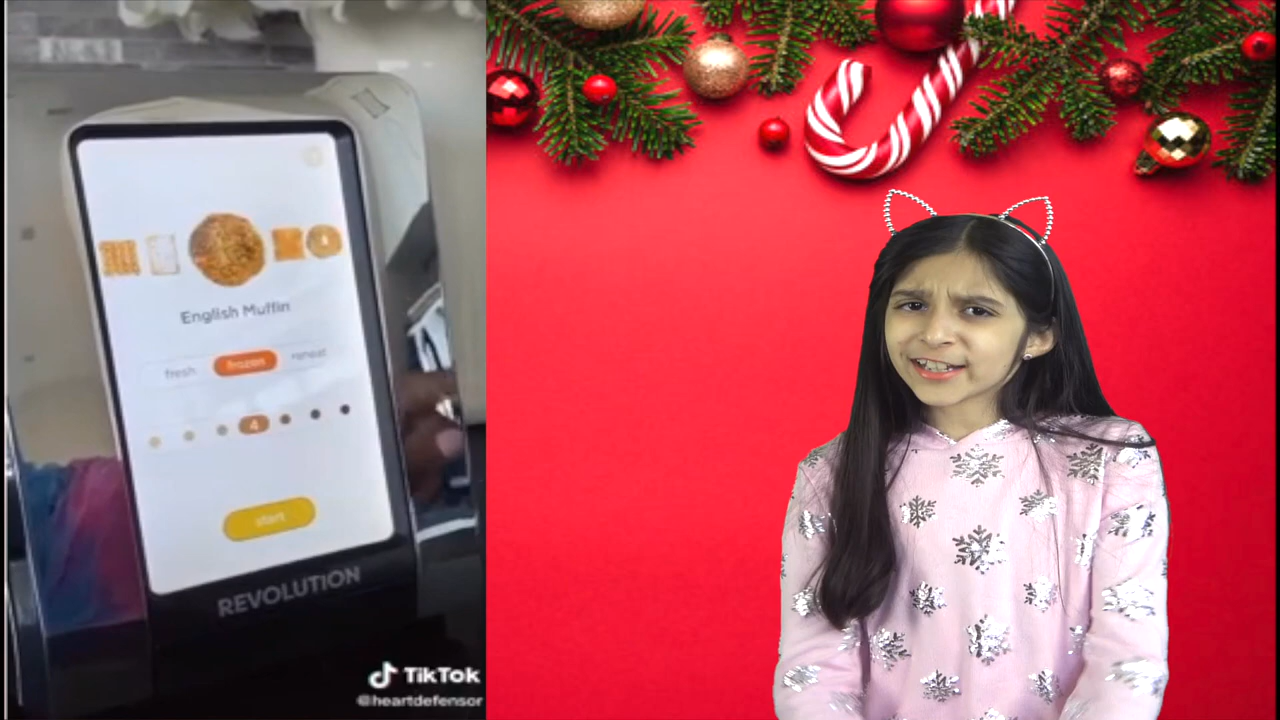 English Muffin
fresh frozen reheat
4
start
REVOLUTION
TikTok
@heartdefensor